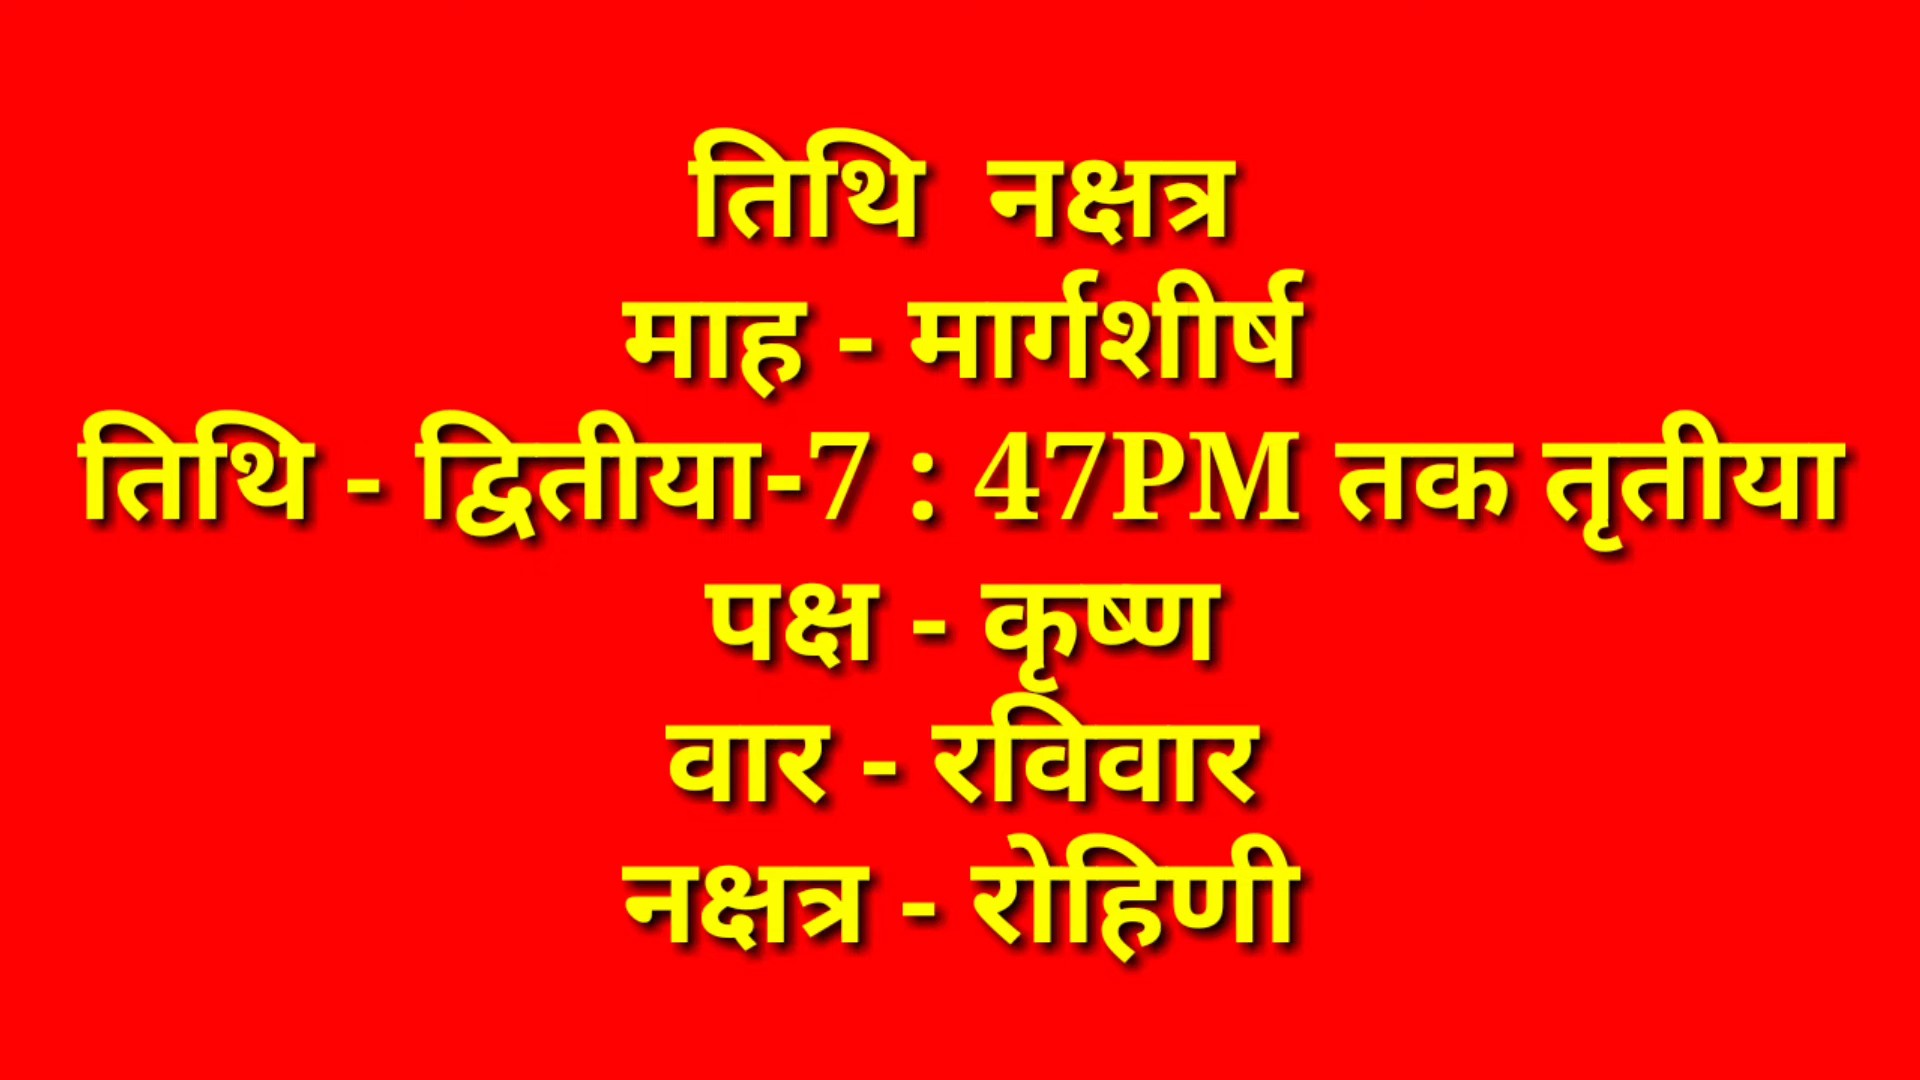 तिथि नक्षत्र
माह - मार्गशीर्ष
तिथि - द्वितीया-7 : 47PM तक तृतीया
पक्ष - कृष्ण
वार - रविवार
नक्षत्र - रोहिणी